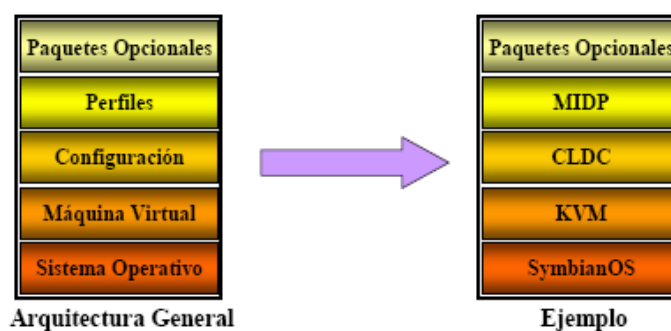 Paquetes Opcionales
Perfiles
Configuración
Máquina Virtual
Sistema Operativo
Arquitectura General
Paquetes Opcionales
MIDP
CLDC
KVM
SymbianOS
Ejemplo